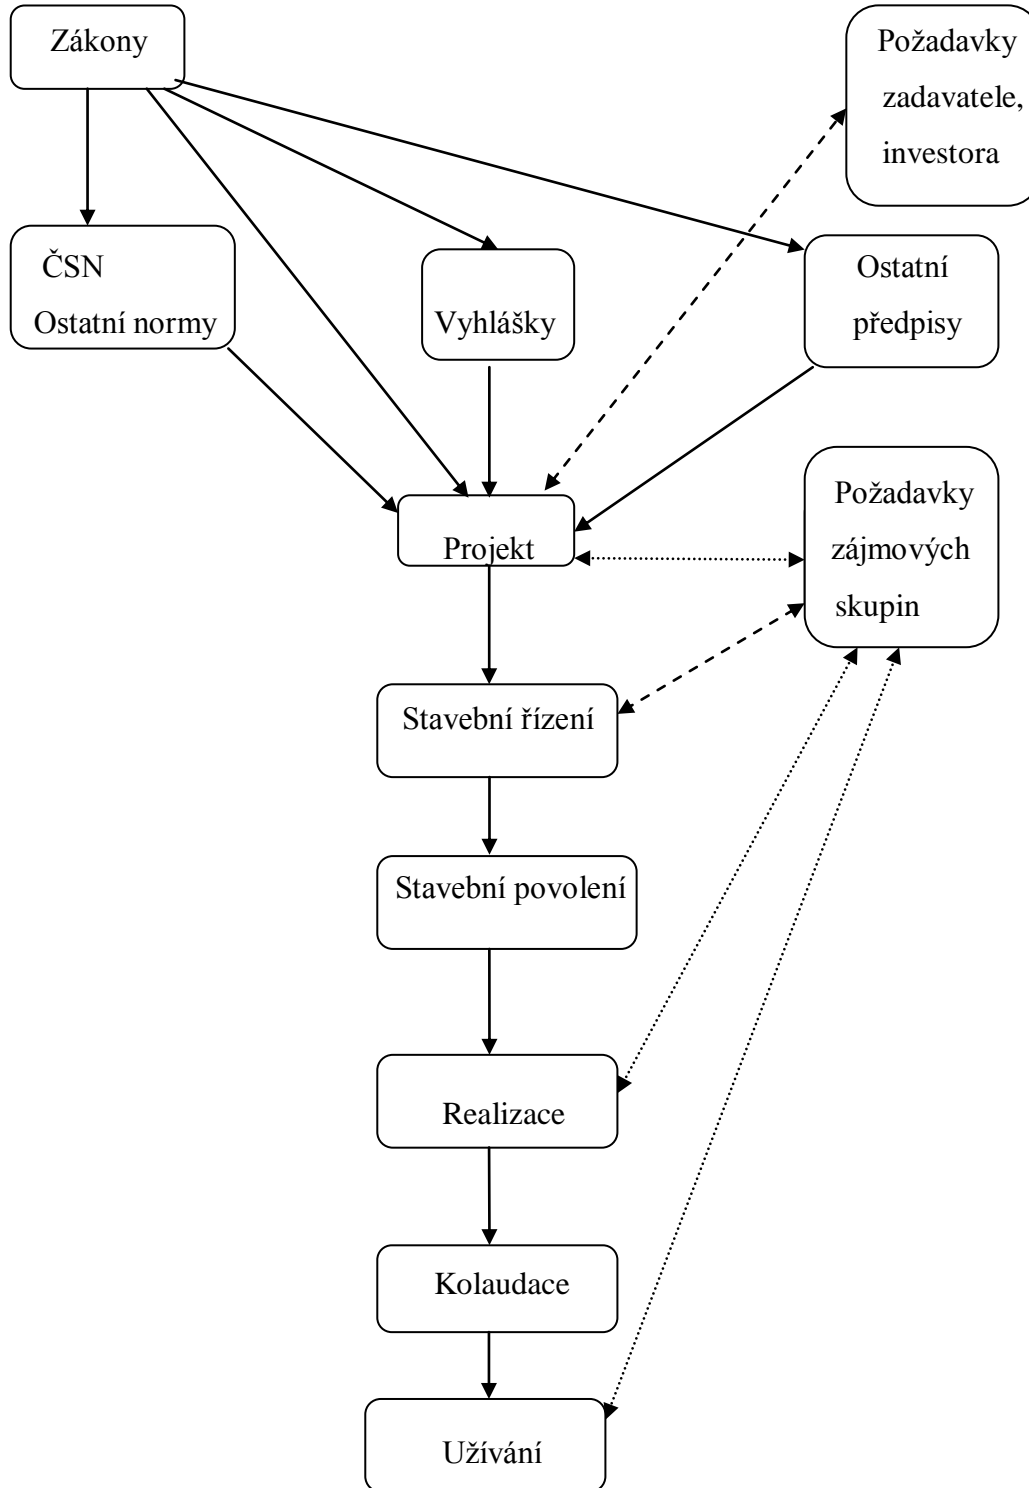 Zákony
Požadavky
zadavatele,
investora
ČSN
Ostatní normy
Vyhlášky
Ostatní
předpisy
Projekt
Požadavky
zájmových
skupin
Stavební řízení
Stavební povolení
Realizace
Kolaudace
Užívání